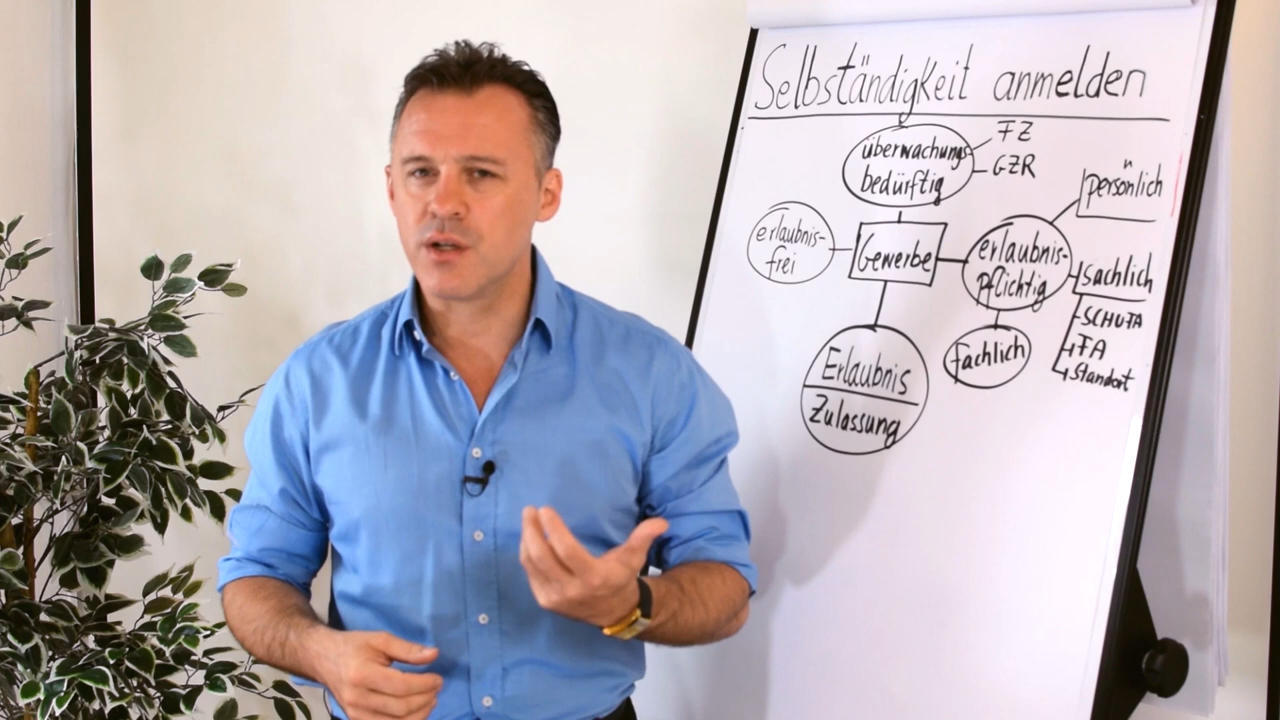 Selbständigkeit anmelden
überwachungs-
bedürftig
FZ
GZR
persönlich
erlaubnis-
frei
Gewerbe
erlaubnis-
pflichtig
sachlich
SCHUFA
FA
Standort
fachlich
Erlaubnis
Zulassung